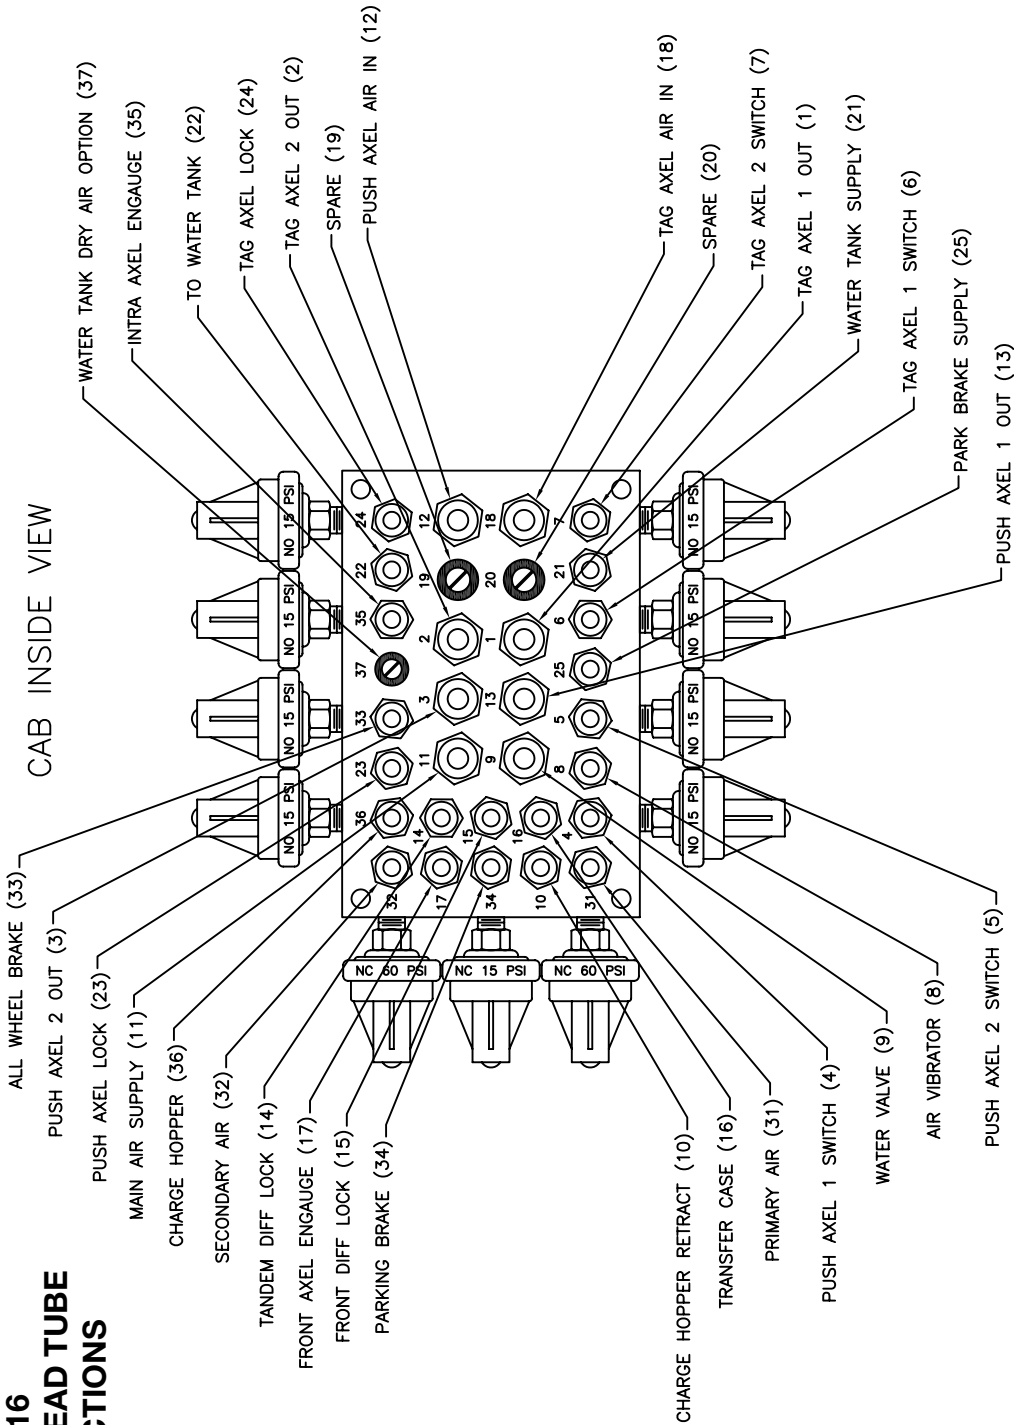 16
EAD TUBE
CTIONS
CAB INSIDE VIEW
ALL WHEEL BRAKE (33)
PUSH AXEL 2 OUT (3)
PUSH AXEL LOCK (23)
MAIN AIR SUPPLY (11)
CHARGE HOPPER (36)
SECONDARY AIR (32)
TANDEM DIFF LOCK (14)
FRONT AXEL ENGAUGE (17)
FRONT DIFF LOCK (15)
PARKING BRAKE (34)
CHARGE HOPPER RETRACT (10)
TRANSFER CASE (16)
PRIMARY AIR (31)
PUSH AXEL 1 SWITCH (4)
WATER VALVE (9)
AIR VIBRATOR (8)
PUSH AXEL 2 SWITCH (5)
WATER TANK DRY AIR OPTION (37)
INTRA AXEL ENGAUGE (35)
TO WATER TANK (22)
TAG AXEL LOCK (24)
TAG AXEL 2 OUT (2)
SPARE (19)
PUSH AXEL AIR IN (12)
TAG AXEL AIR IN (18)
SPARE (20)
TAG AXEL 2 SWITCH (7)
TAG AXEL 1 OUT (1)
WATER TANK SUPPLY (21)
TAG AXEL 1 SWITCH (6)
PARK BRAKE SUPPLY (25)
PUSH AXEL 1 OUT (13)
NO 15 PSI
NO 15 PSI
NO 15 PSI
NO 15 PSI
32 36 23 33 37 35 22 24
17 14 11 3 2 19 12
34 15 9 13 1 20 18
10 16
31 4 8 5 25 6 21 7
NC 60 PSI
NC 15 PSI
NC 60 PSI
NO 15 PSI
NO 15 PSI
NO 15 PSI
NO 15 PSI